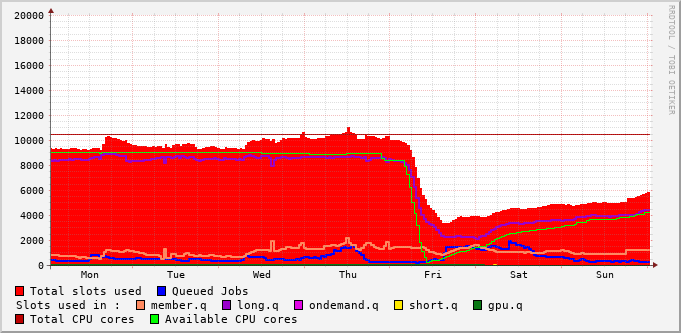 20000
18000
16000
14000
12000
10000
8000
6000
4000
2000
0
Mon Tue Wed Thu Fri Sat Sun
RRDTOOL / TOBI OETIKER
Total slots used Queued Jobs
Slots used in : member.q long.q ondemand.q short.q gpu.q
Total CPU cores Available CPU cores